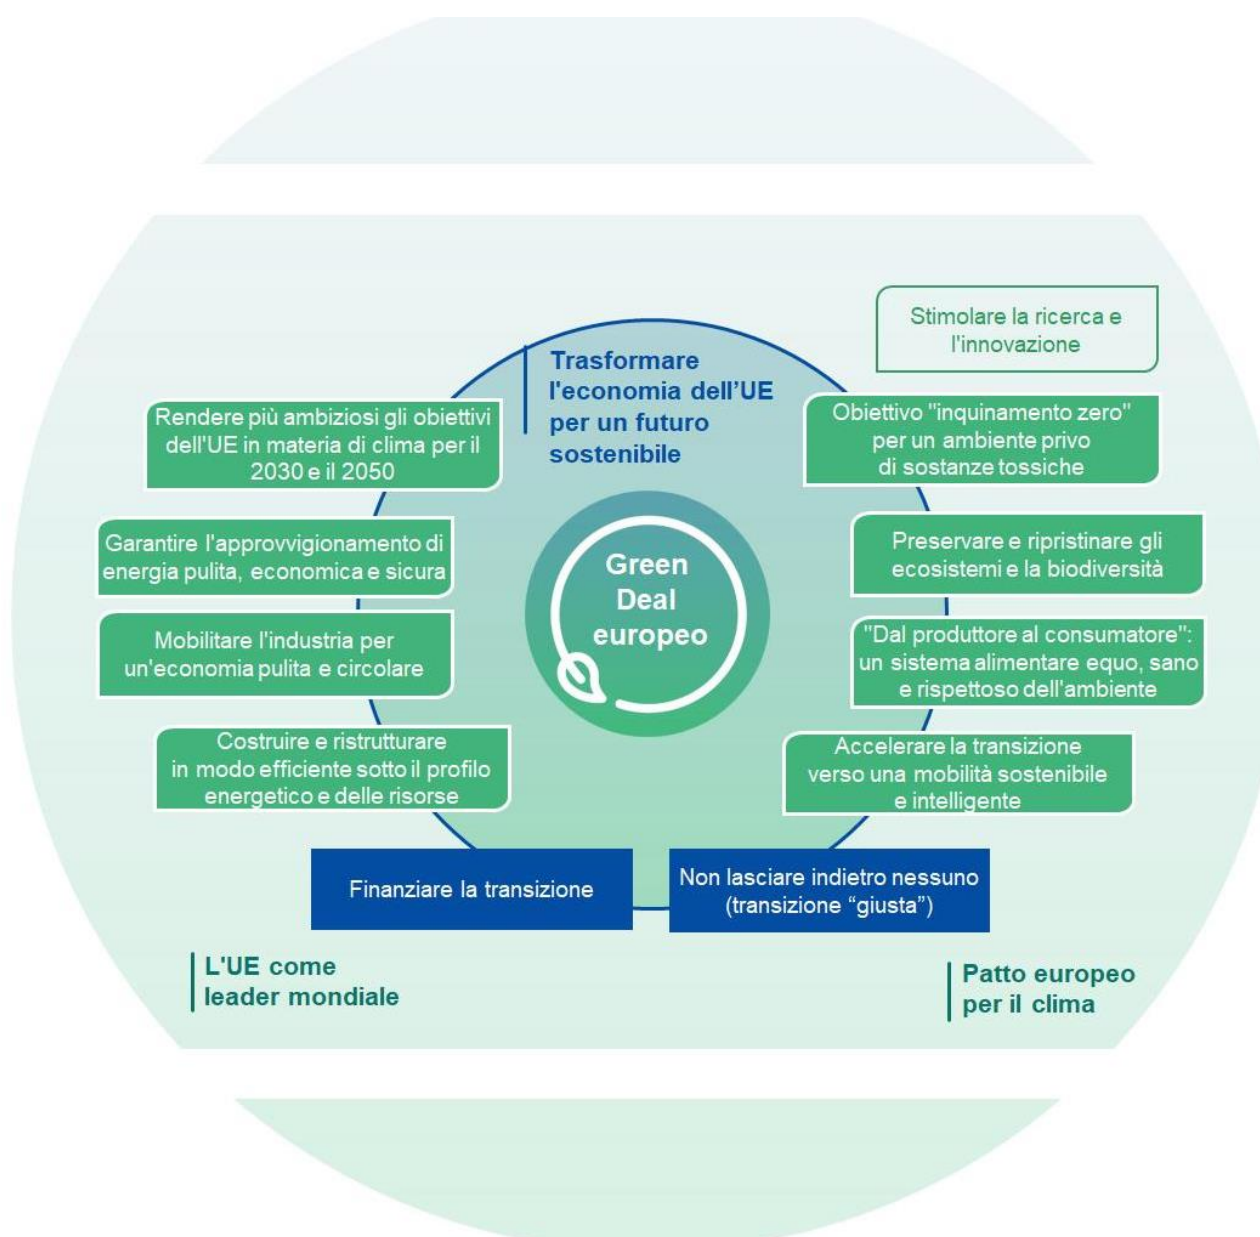 Stimolare la ricerca e
l'innovazione
Trasformare
l'economia dell’UE
per un futuro
sostenibile
Rendere più ambiziosi gli obiettivi
dell'UE in materia di clima per il
2030 e il 2050
Obiettivo "inquinamento zero"
per un ambiente privo
di sostanze tossiche
Garantire l'approvvigionamento di
energia pulita, economica e sicura
Green
Deal
europeo
Preservare e ripristinare gli
ecosistemi e la biodiversità
Mobilitare l'industria per
un'economia pulita e circolare
"Dal produttore al consumatore":
un sistema alimentare equo, sano
e rispettoso dell'ambiente
Costruire e ristrutturare
in modo efficiente sotto il profilo
energetico e delle risorse
Accelerare la transizione
verso una mobilità sostenibile
e intelligente
Finanziare la transizione
Non lasciare indietro nessuno
(transizione “giusta”)
L'UE come
leader mondiale
Patto europeo
per il clima